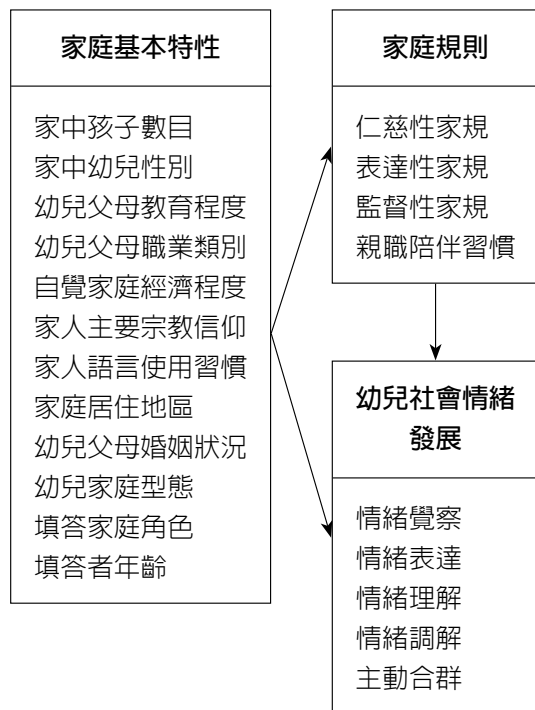 家庭基本特性
家中孩子數目
家中幼兒性別
幼兒父母教育程度
幼兒父母職業類別
自覺家庭經濟程度
家人主要宗教信仰
家人語言使用習慣
家庭居住地區
幼兒父母婚姻狀況
幼兒家庭型態
填答家庭角色
填答者年齡
家庭規則
仁慈性家規
表達性家規
監督性家規
親職陪伴習慣
幼兒社會情緒
發展
情緒覺察
情緒表達
情緒理解
情緒調解
主動合群